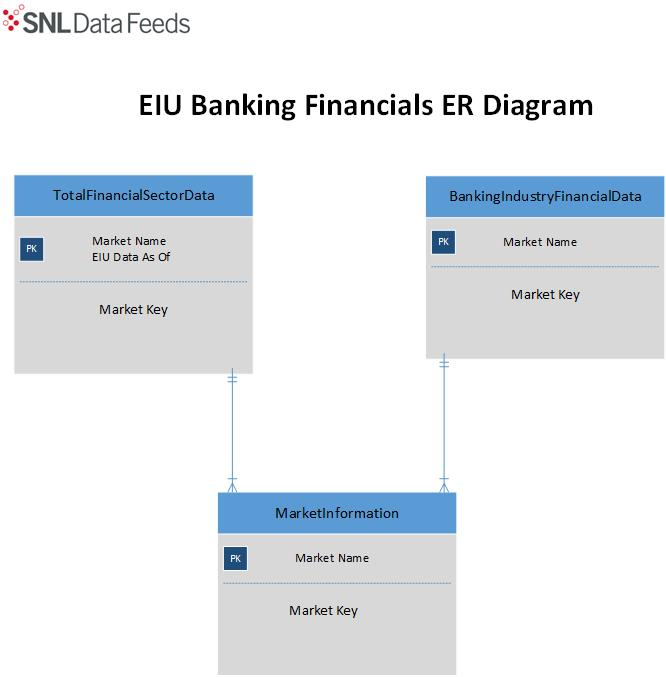 SNL Data Feeds
EIU Banking Financials ER Diagram
TotalFinancialSectorData
PK
Market Name
EIU Data As Of
Market Key
BankingIndustryFinancialData
PK
Market Name
Market Key
MarketInformation
PK
Market Name
Market Key